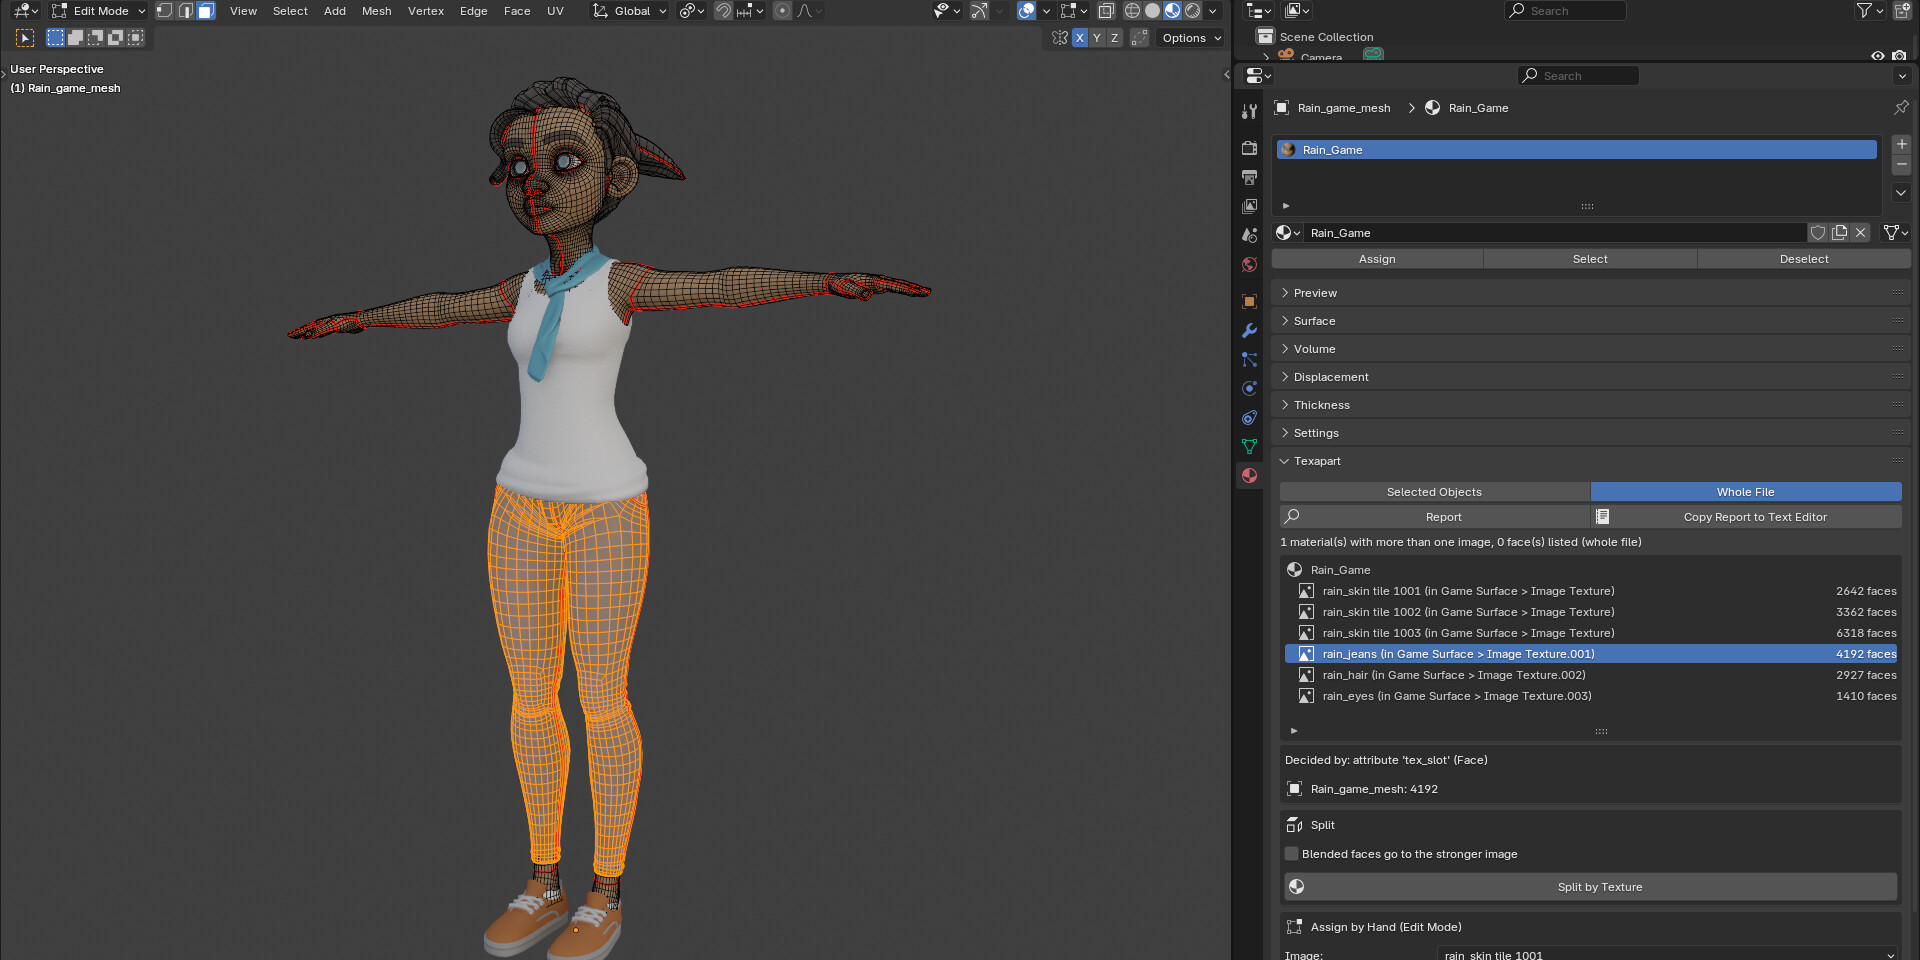 Edit Mode View Select Add Mesh Vertex Edge Face UV Global
X Y Z Options
User Perspective
(1) Rain_game_mesh
Search
Scene Collection
Camera
Search
Rain_game_mesh > Rain_Game
Rain_Game
Rain_Game
Assign Select Deselect
Preview
Surface
Volume
Displacement
Thickness
Settings
Texapart
Selected Objects Whole File
Report Copy Report to Text Editor
1 material(s) with more than one image, 0 face(s) listed (whole file)
Rain_Game
rain_skin tile 1001 (in Game Surface > Image Texture) 2642 faces
rain_skin tile 1002 (in Game Surface > Image Texture) 3362 faces
rain_skin tile 1003 (in Game Surface > Image Texture) 6318 faces
rain_jeans (in Game Surface > Image Texture.001) 4192 faces
rain_hair (in Game Surface > Image Texture.002) 2927 faces
rain_eyes (in Game Surface > Image Texture.003) 1410 faces
Decided by: attribute 'tex_slot' (Face)
Rain_game_mesh: 4192
Split
Blended faces go to the stronger image
Split by Texture
Assign by Hand (Edit Mode)
Image: rain_skin tile 1001